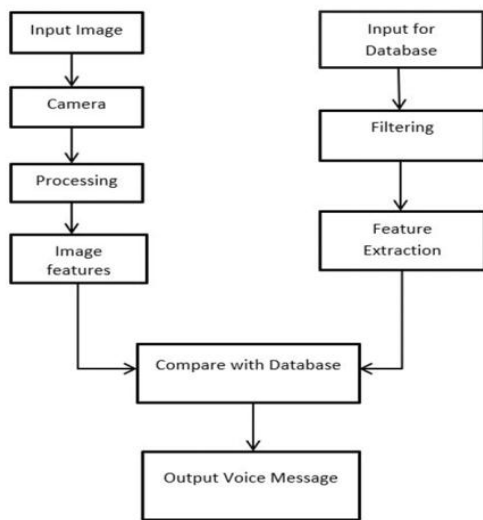 Input Image
Camera
Processing
Image
features
Input for
Database
Filtering
Feature
Extraction
Compare with Database
Output Voice Message